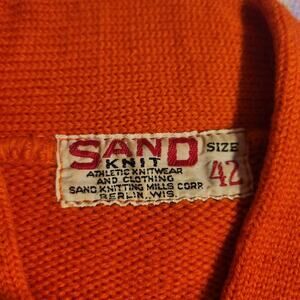 SAND
KNIT
ATHLETIC KNITWEAR
AND CLOTHING
SAND KNITTING MILLS CORP.
BERLIN, WIS.
SIZE
42